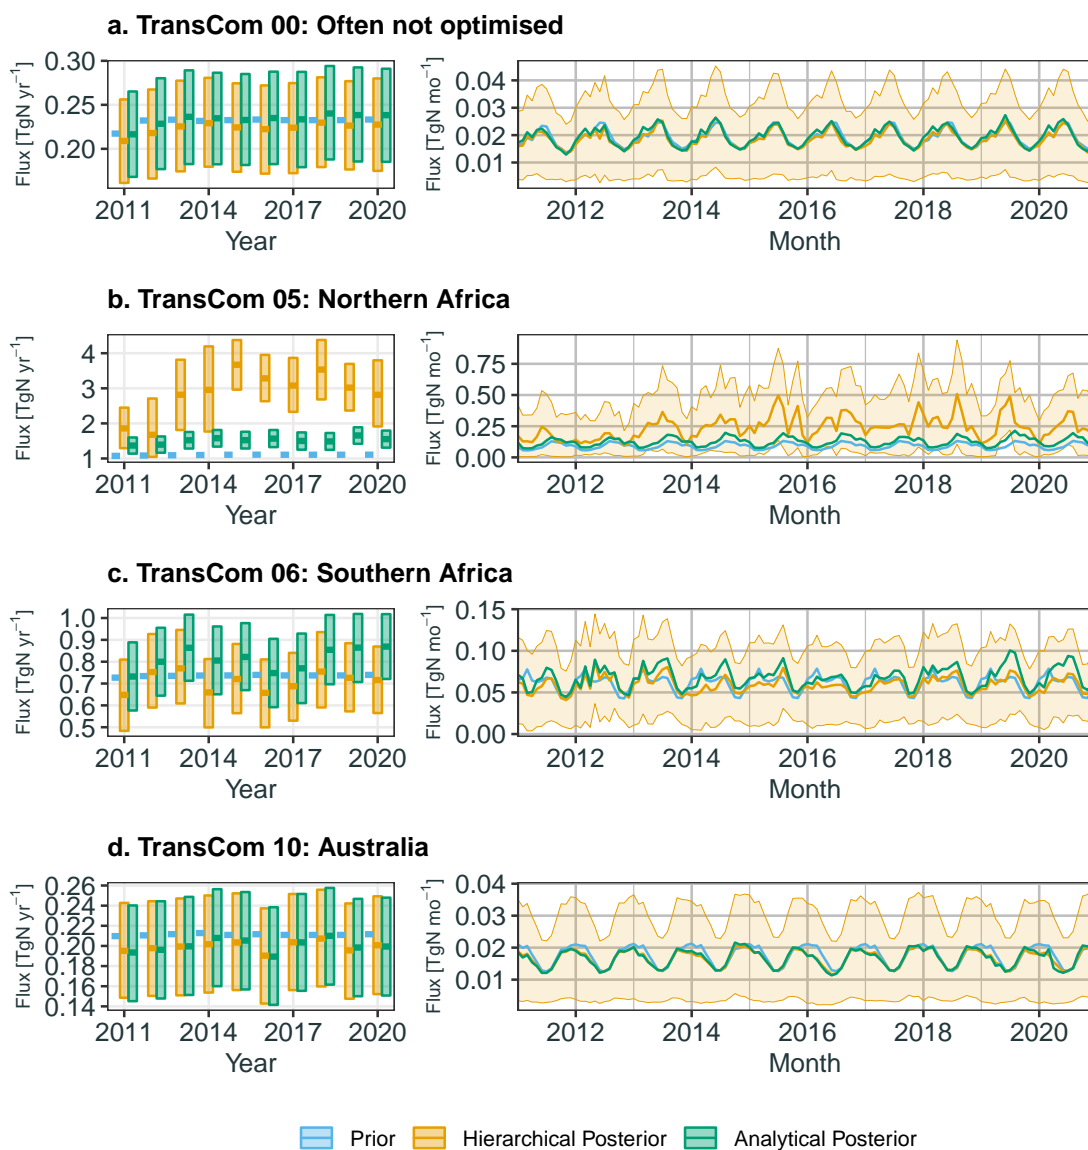 a. TransCom 00: Often not optimised
Flux [TgN yr⁻¹]
0.30
0.25
0.20
2011 2014 2017 2020
Year
Flux [TgN mo⁻¹]
0.04
0.03
0.02
0.01
2012 2014 2016 2018 2020
Month
b. TransCom 05: Northern Africa
Flux [TgN yr⁻¹]
4
3
2
1
2011 2014 2017 2020
Year
Flux [TgN mo⁻¹]
0.75
0.50
0.25
0.00
2012 2014 2016 2018 2020
Month
c. TransCom 06: Southern Africa
Flux [TgN yr⁻¹]
1.0
0.9
0.8
0.7
0.6
0.5
2011 2014 2017 2020
Year
Flux [TgN mo⁻¹]
0.15
0.10
0.05
0.00
2012 2014 2016 2018 2020
Month
d. TransCom 10: Australia
Flux [TgN yr⁻¹]
0.26
0.24
0.22
0.20
0.18
0.16
0.14
2011 2014 2017 2020
Year
Flux [TgN mo⁻¹]
0.04
0.03
0.02
0.01
2012 2014 2016 2018 2020
Month
Prior Hierarchical Posterior Analytical Posterior